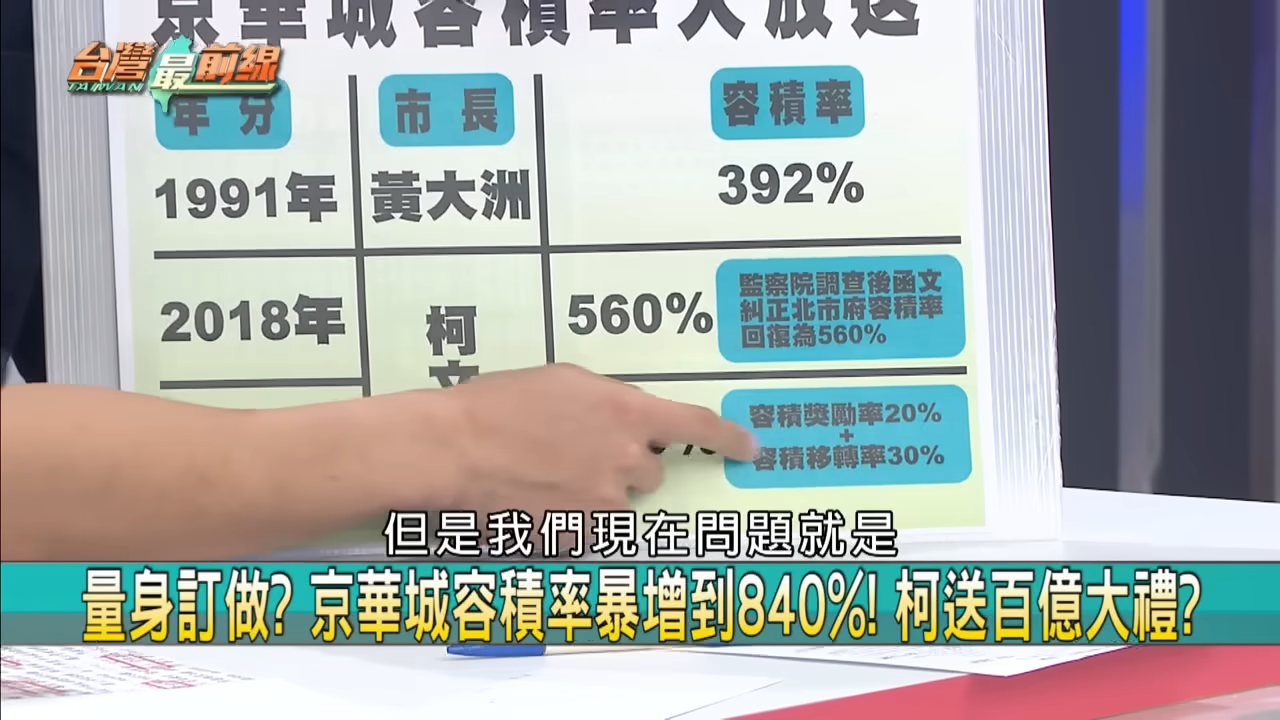 京華城容積率大放送
台灣最前線
TAIWAN
年分 市長 容積率
1991年 黃大洲 392%
2018年 柯文 560%
監察院調查後函文
糾正北市府容積率
回復為560%
容積獎勵率20%
+
容積移轉率30%
但是我們現在問題就是
量身訂做? 京華城容積率暴增到840%! 柯送百億大禮?